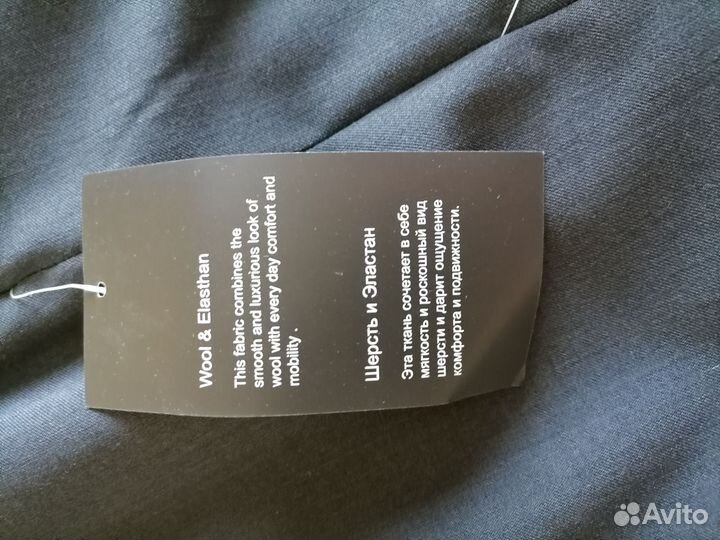 Wool & Elasthan
This fabric combines the
smooth and luxurious look of
wool with every day comfort and
mobility .
Шерсть и Эластан
Эта ткань сочетает в себе
мягкость и роскошный вид
шерсти и дарит ощущение
комфорта и подвижности.
Avito